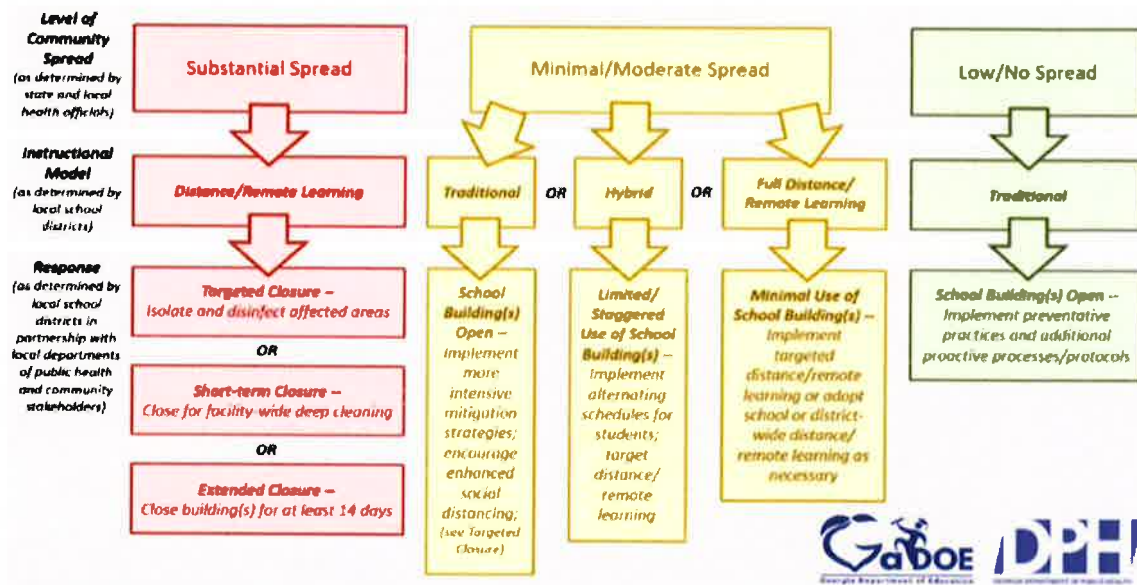 Level of
Community
Spread
(as determined by
state and local
health officials)
Substantial Spread
Minimal/Moderate Spread
Low/No Spread
Instructional
Model
(as determined by
local school
districts)
Distance/Remote Learning
Traditional
OR
Hybrid
OR
Full Distance/
Remote Learning
Traditional
Response
(as determined by
local school
districts in
partnership with
local departments
of public health
and community
stakeholders)
Targeted Closure –
Isolate and disinfect affected areas
OR
Short-term Closure –
Close for facility-wide deep cleaning
OR
Extended Closure –
Close building(s) for at least 14 days
School
Building(s)
Open –
Implement
more
intensive
mitigation
strategies;
encourage
enhanced
social
distancing;
(see Targeted
Closure)
Limited/
Staggered
Use of School
Building(s) –
Implement
alternating
schedules for
students;
target
distance/
remote
learning
Minimal Use of
School Building(s) –
Implement
targeted
distance/remote
learning or adopt
school or district-
wide distance/
remote learning as
necessary
School Building(s) Open –
Implement preventative
practices and additional
proactive processes/protocols
GaDOE
Georgia Department of Education
DPH